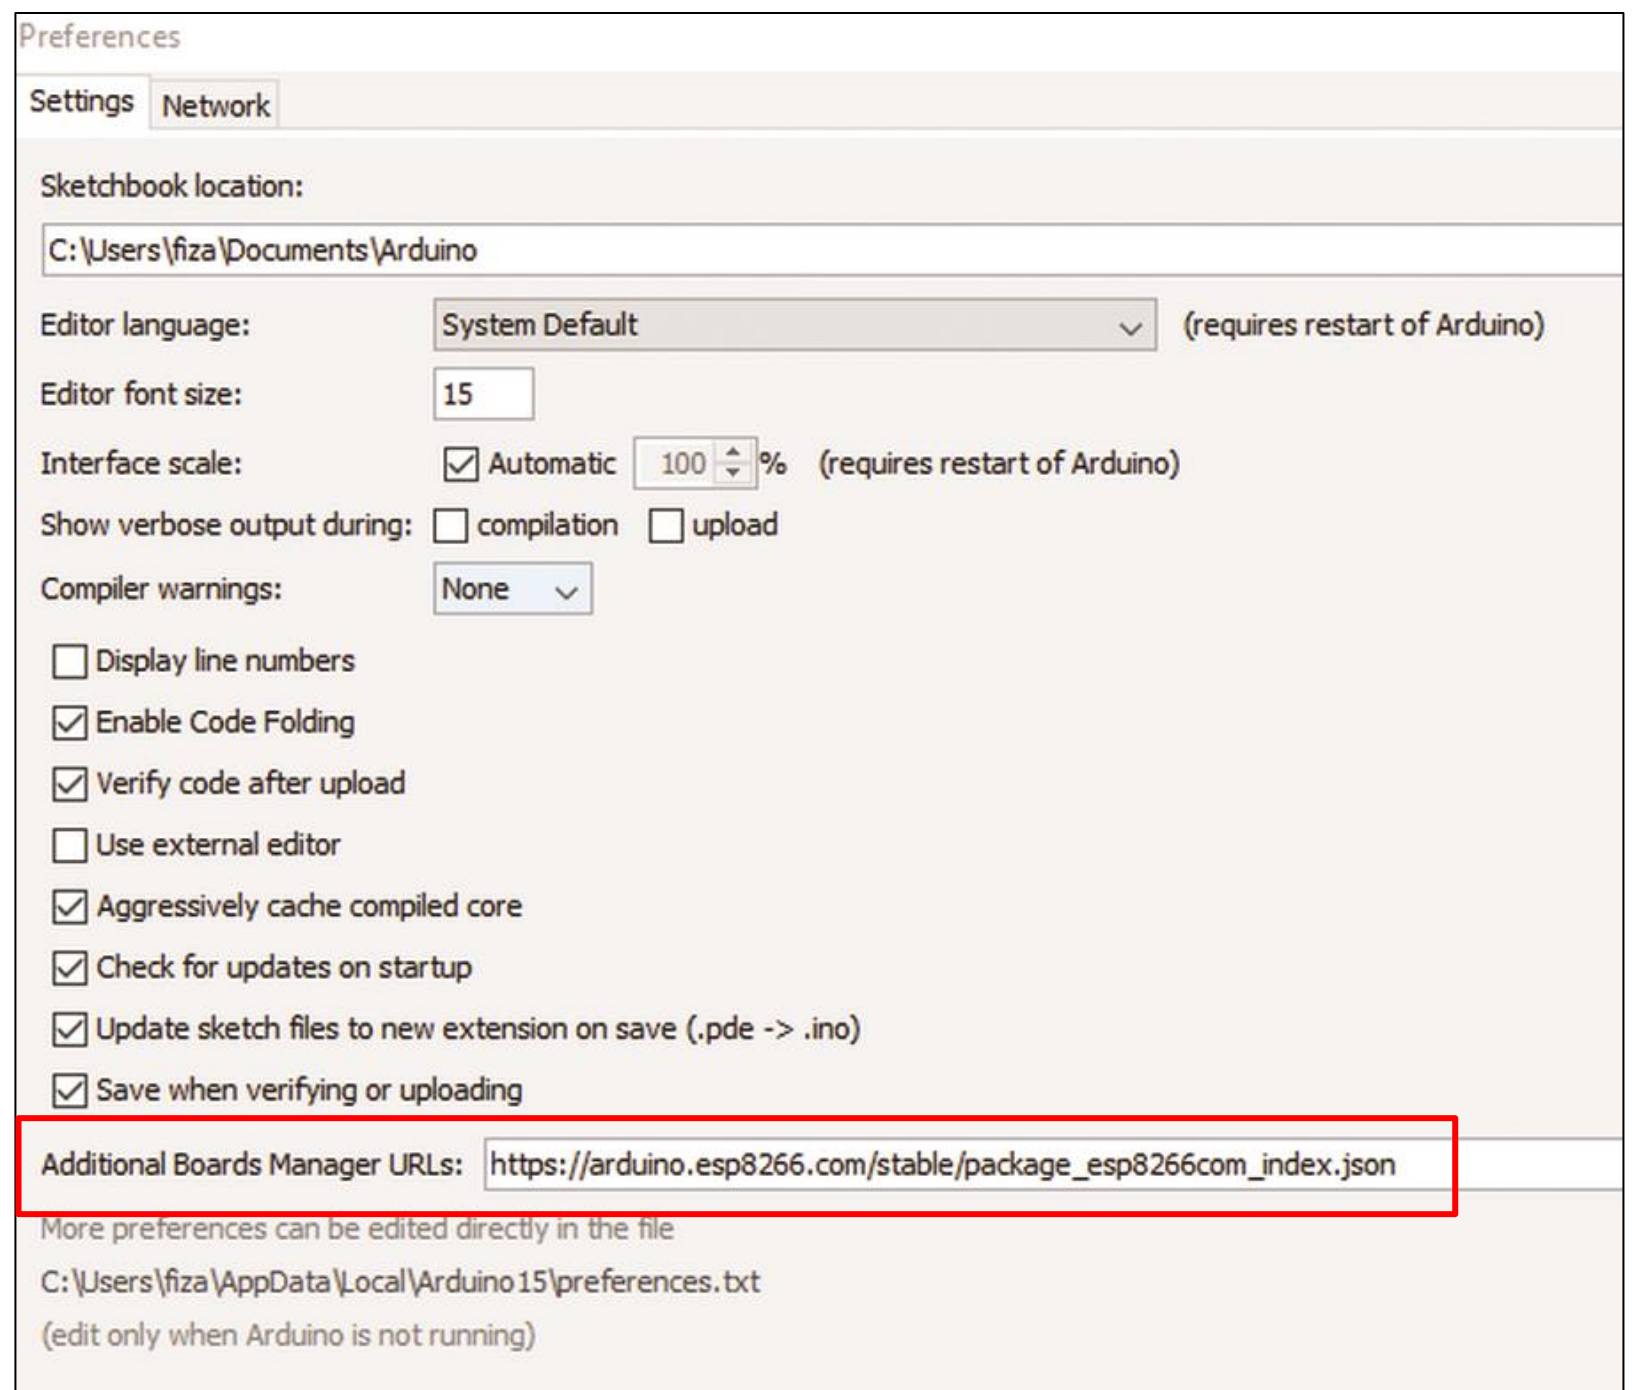 Preferences
Settings Network
Sketchbook location:
C:\Users\fiza\Documents\Arduino
Editor language: System Default (requires restart of Arduino)
Editor font size: 15
Interface scale: Automatic 100 % (requires restart of Arduino)
Show verbose output during: compilation upload
Compiler warnings: None
Display line numbers
Enable Code Folding
Verify code after upload
Use external editor
Aggressively cache compiled core
Check for updates on startup
Update sketch files to new extension on save (.pde -> .ino)
Save when verifying or uploading
Additional Boards Manager URLs: https://arduino.esp8266.com/stable/package_esp8266com_index.json
More preferences can be edited directly in the file
C:\Users\fiza\AppData\Local\Arduino15\preferences.txt
(edit only when Arduino is not running)